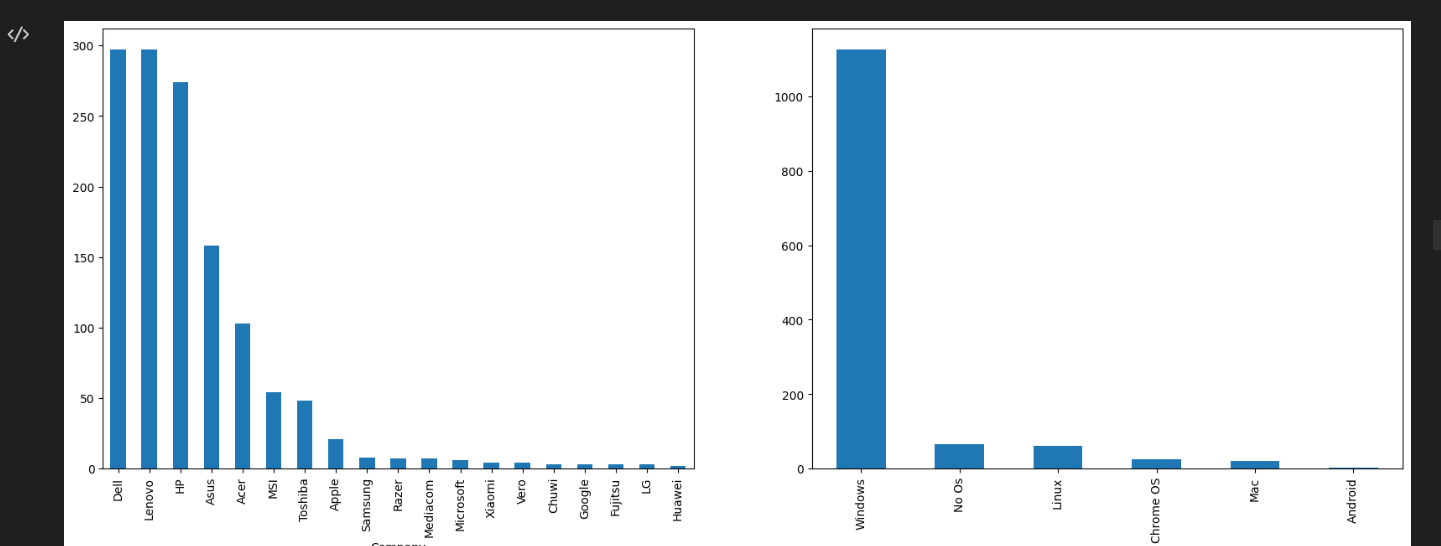 </>
300
250
200
150
100
50
0
Dell
Lenovo
HP
Asus
Acer
MSI
Toshiba
Apple
Samsung
Razer
Mediacom
Microsoft
Xiaomi
Vero
Chuwi
Google
Fujitsu
LG
Huawei
Company
1000
800
600
400
200
0
Windows
No Os
Linux
Chrome OS
Mac
Android